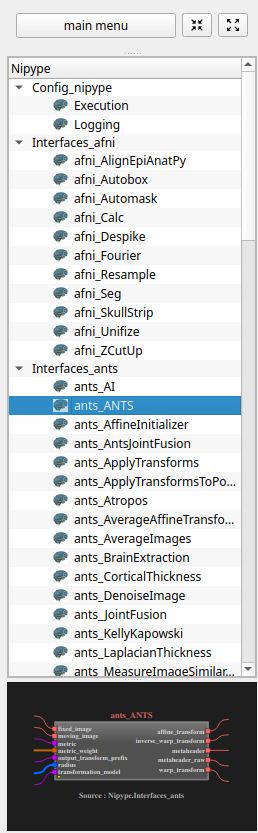 main menu
Nipype
Config_nipype
Execution
Logging
Interfaces_afni
afni_AlignEpiAnatPy
afni_Autobox
afni_Automask
afni_Calc
afni_Despike
afni_Fourier
afni_Resample
afni_Seg
afni_SkullStrip
afni_Unifize
afni_ZCutUp
Interfaces_ants
ants_AI
ants_ANTS
ants_AffineInitializer
ants_AntsJointFusion
ants_ApplyTransforms
ants_ApplyTransformsToPo...
ants_Atropos
ants_AverageAffineTransfo...
ants_AverageImages
ants_BrainExtraction
ants_CorticalThickness
ants_DenoiseImage
ants_JointFusion
ants_KellyKapowski
ants_LaplacianThickness
ants_MeasureImageSimilar...
ants_ANTS
fixed_image
moving_image
metric
metric_weight
output_transform_prefix
radius
transformation_model
affine_transform
inverse_warp_transform
metaheader
metaheader_raw
warp_transform
Source : Nipype.Interfaces_ants